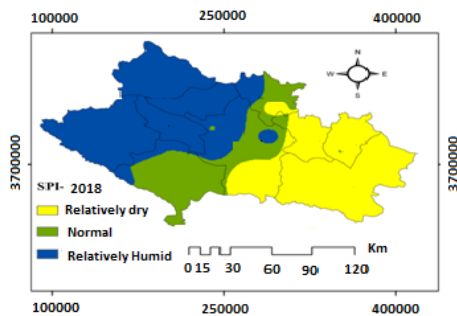 100000 250000 400000
N
W E
S
3700000 3700000
SPI- 2018
Relatively dry
Normal
Relatively Humid
Km
0 15 30 60 90 120
100000 250000 400000